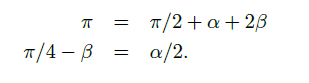 π = π/2 + α + 2β
π/4 − β = α/2.